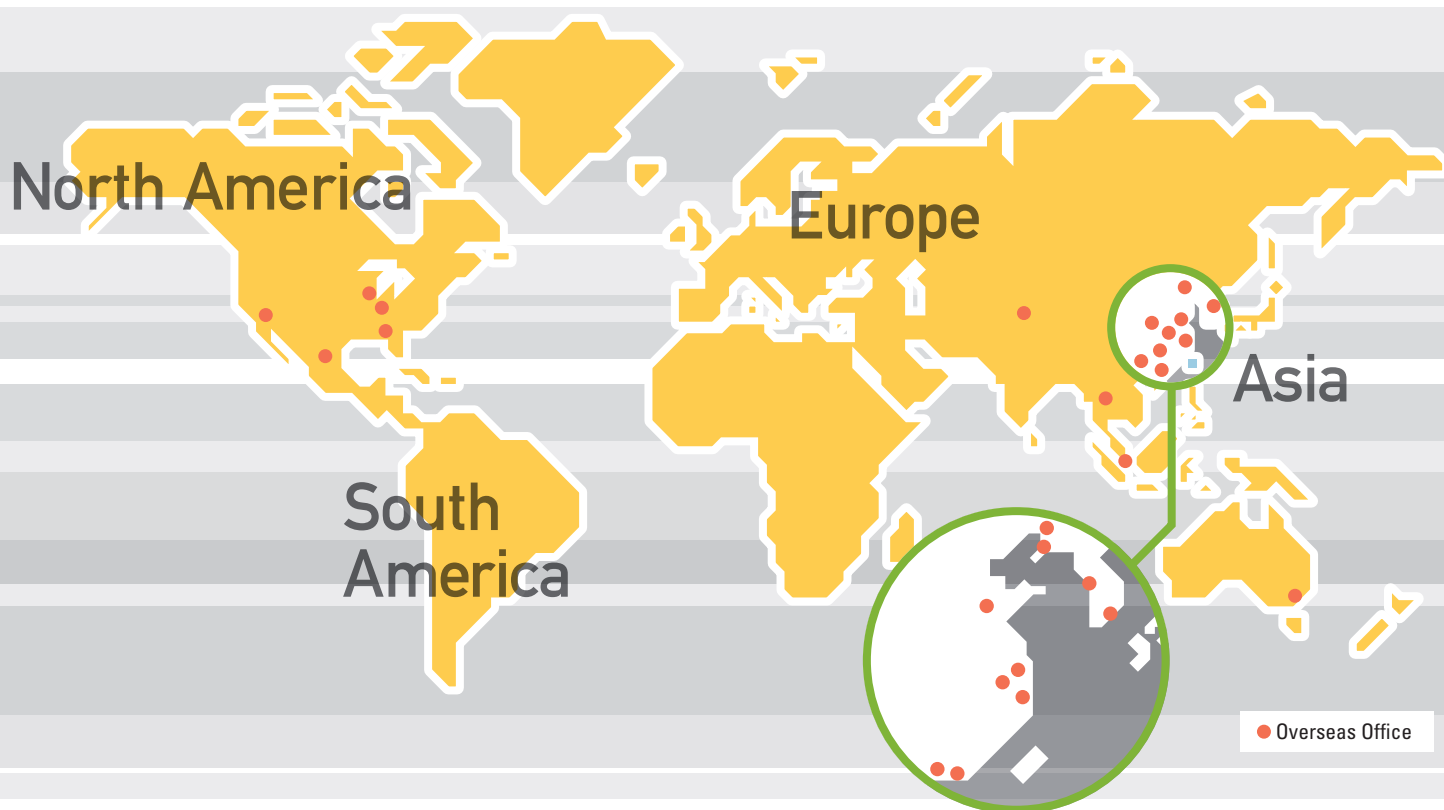 North America
Europe
Asia
South
America
Overseas Office